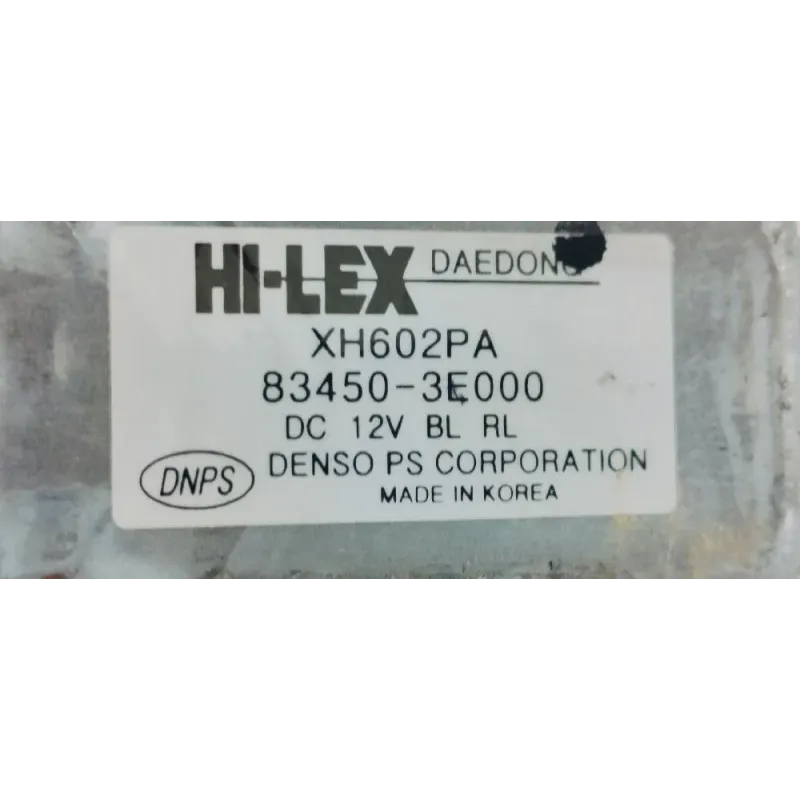 HI-LEX DAEDONG
XH602PA
83450-3E000
DC 12V BL RL
DNPS DENSO PS CORPORATION
MADE IN KOREA